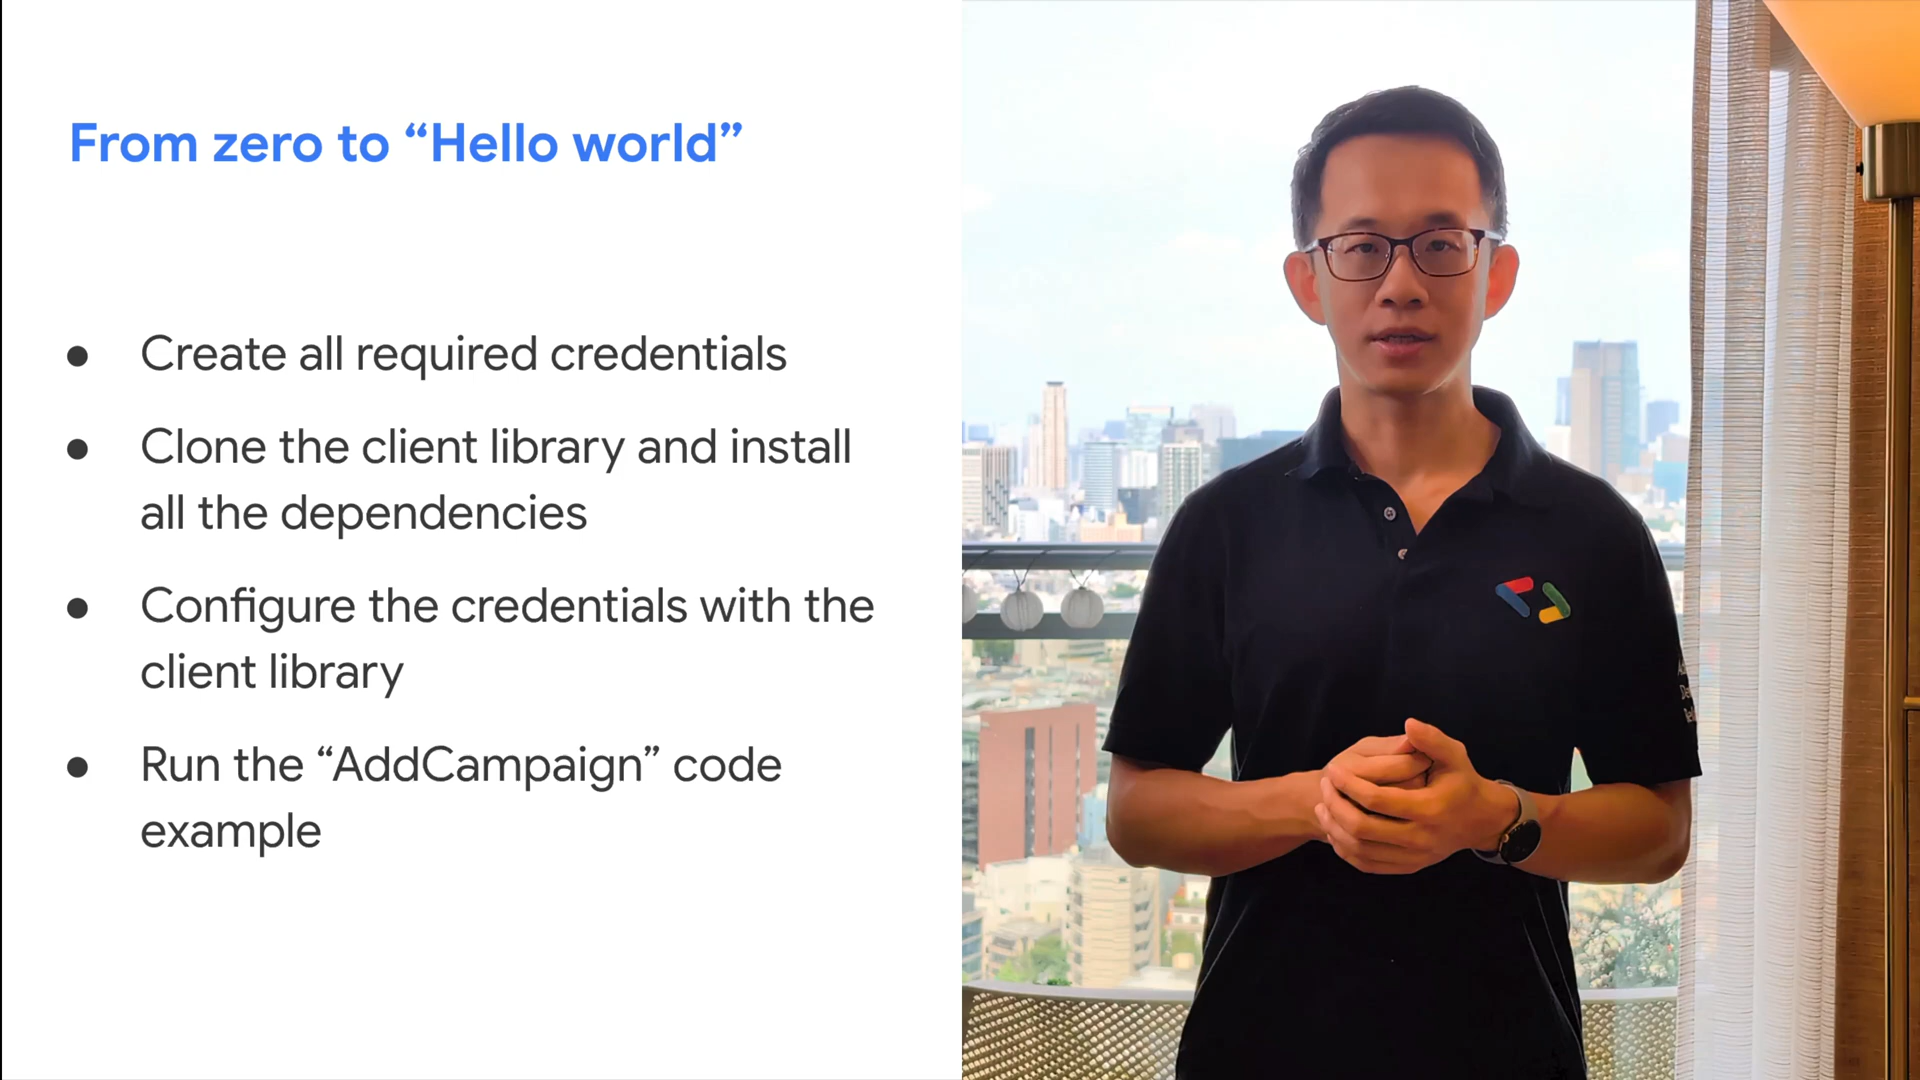 From zero to “Hello world”
● Create all required credentials
● Clone the client library and install
all the dependencies
● Configure the credentials with the
client library
● Run the “AddCampaign” code
example